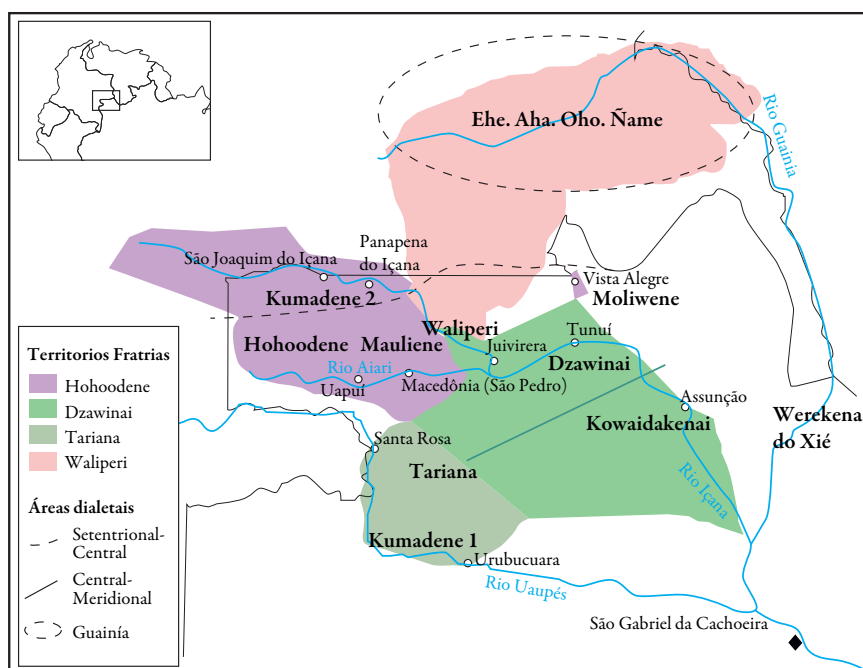 Ehe. Aha. Oho. Ñame
Rio Guainia
São Joaquim do Içana
Panapena
do Içana
Vista Alegre
Kumadene 2
Moliwene
Waliperi
Tunuí
Hohoodene
Mauliene
Juivirera
Dzawinai
Rio Aiari
Uapuí
Macedônia (São Pedro)
Assunção
Kowaidakenai
Werekena
do Xié
Santa Rosa
Tariana
Rio Içana
Kumadene 1
Urubucuara
Rio Uaupés
São Gabriel da Cachoeira
Territorios Fratrias
Hohoodene
Dzawinai
Tariana
Waliperi
Áreas dialetais
Setentrional-
Central
Central-
Meridional
Guainía